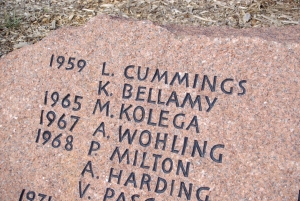 1959 L. CUMMINGS
K. BELLAMY
1965 M. KOLEGA
1967 A. WOHLING
1968 P. MILTON
A. HARDING
V.